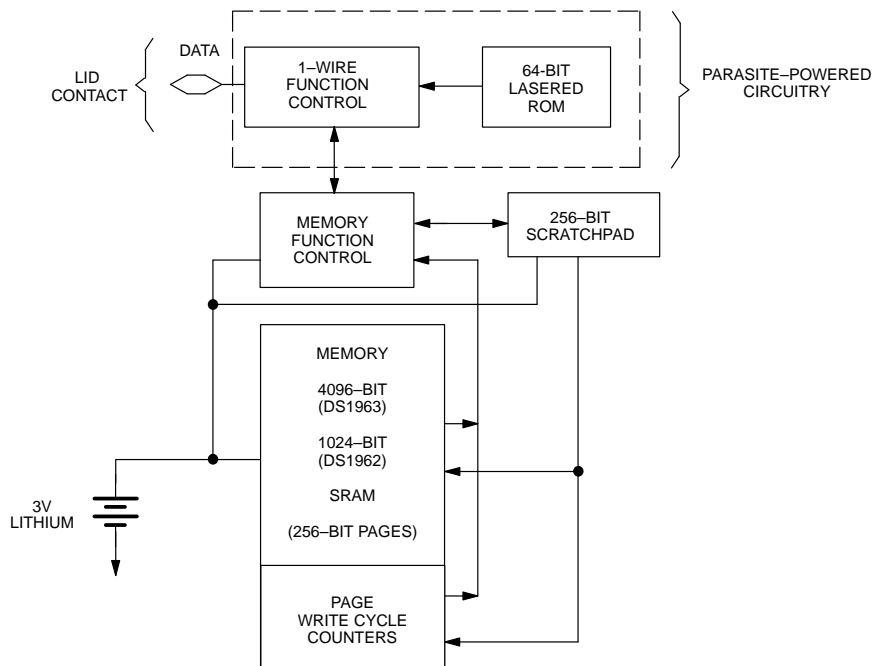 DATA
LID
CONTACT
1–WIRE
FUNCTION
CONTROL
64-BIT
LASERED
ROM
PARASITE–POWERED
CIRCUITRY
MEMORY
FUNCTION
CONTROL
256–BIT
SCRATCHPAD
MEMORY
4096–BIT
(DS1963)
1024–BIT
(DS1962)
SRAM
(256–BIT PAGES)
3V
LITHIUM
PAGE
WRITE CYCLE
COUNTERS